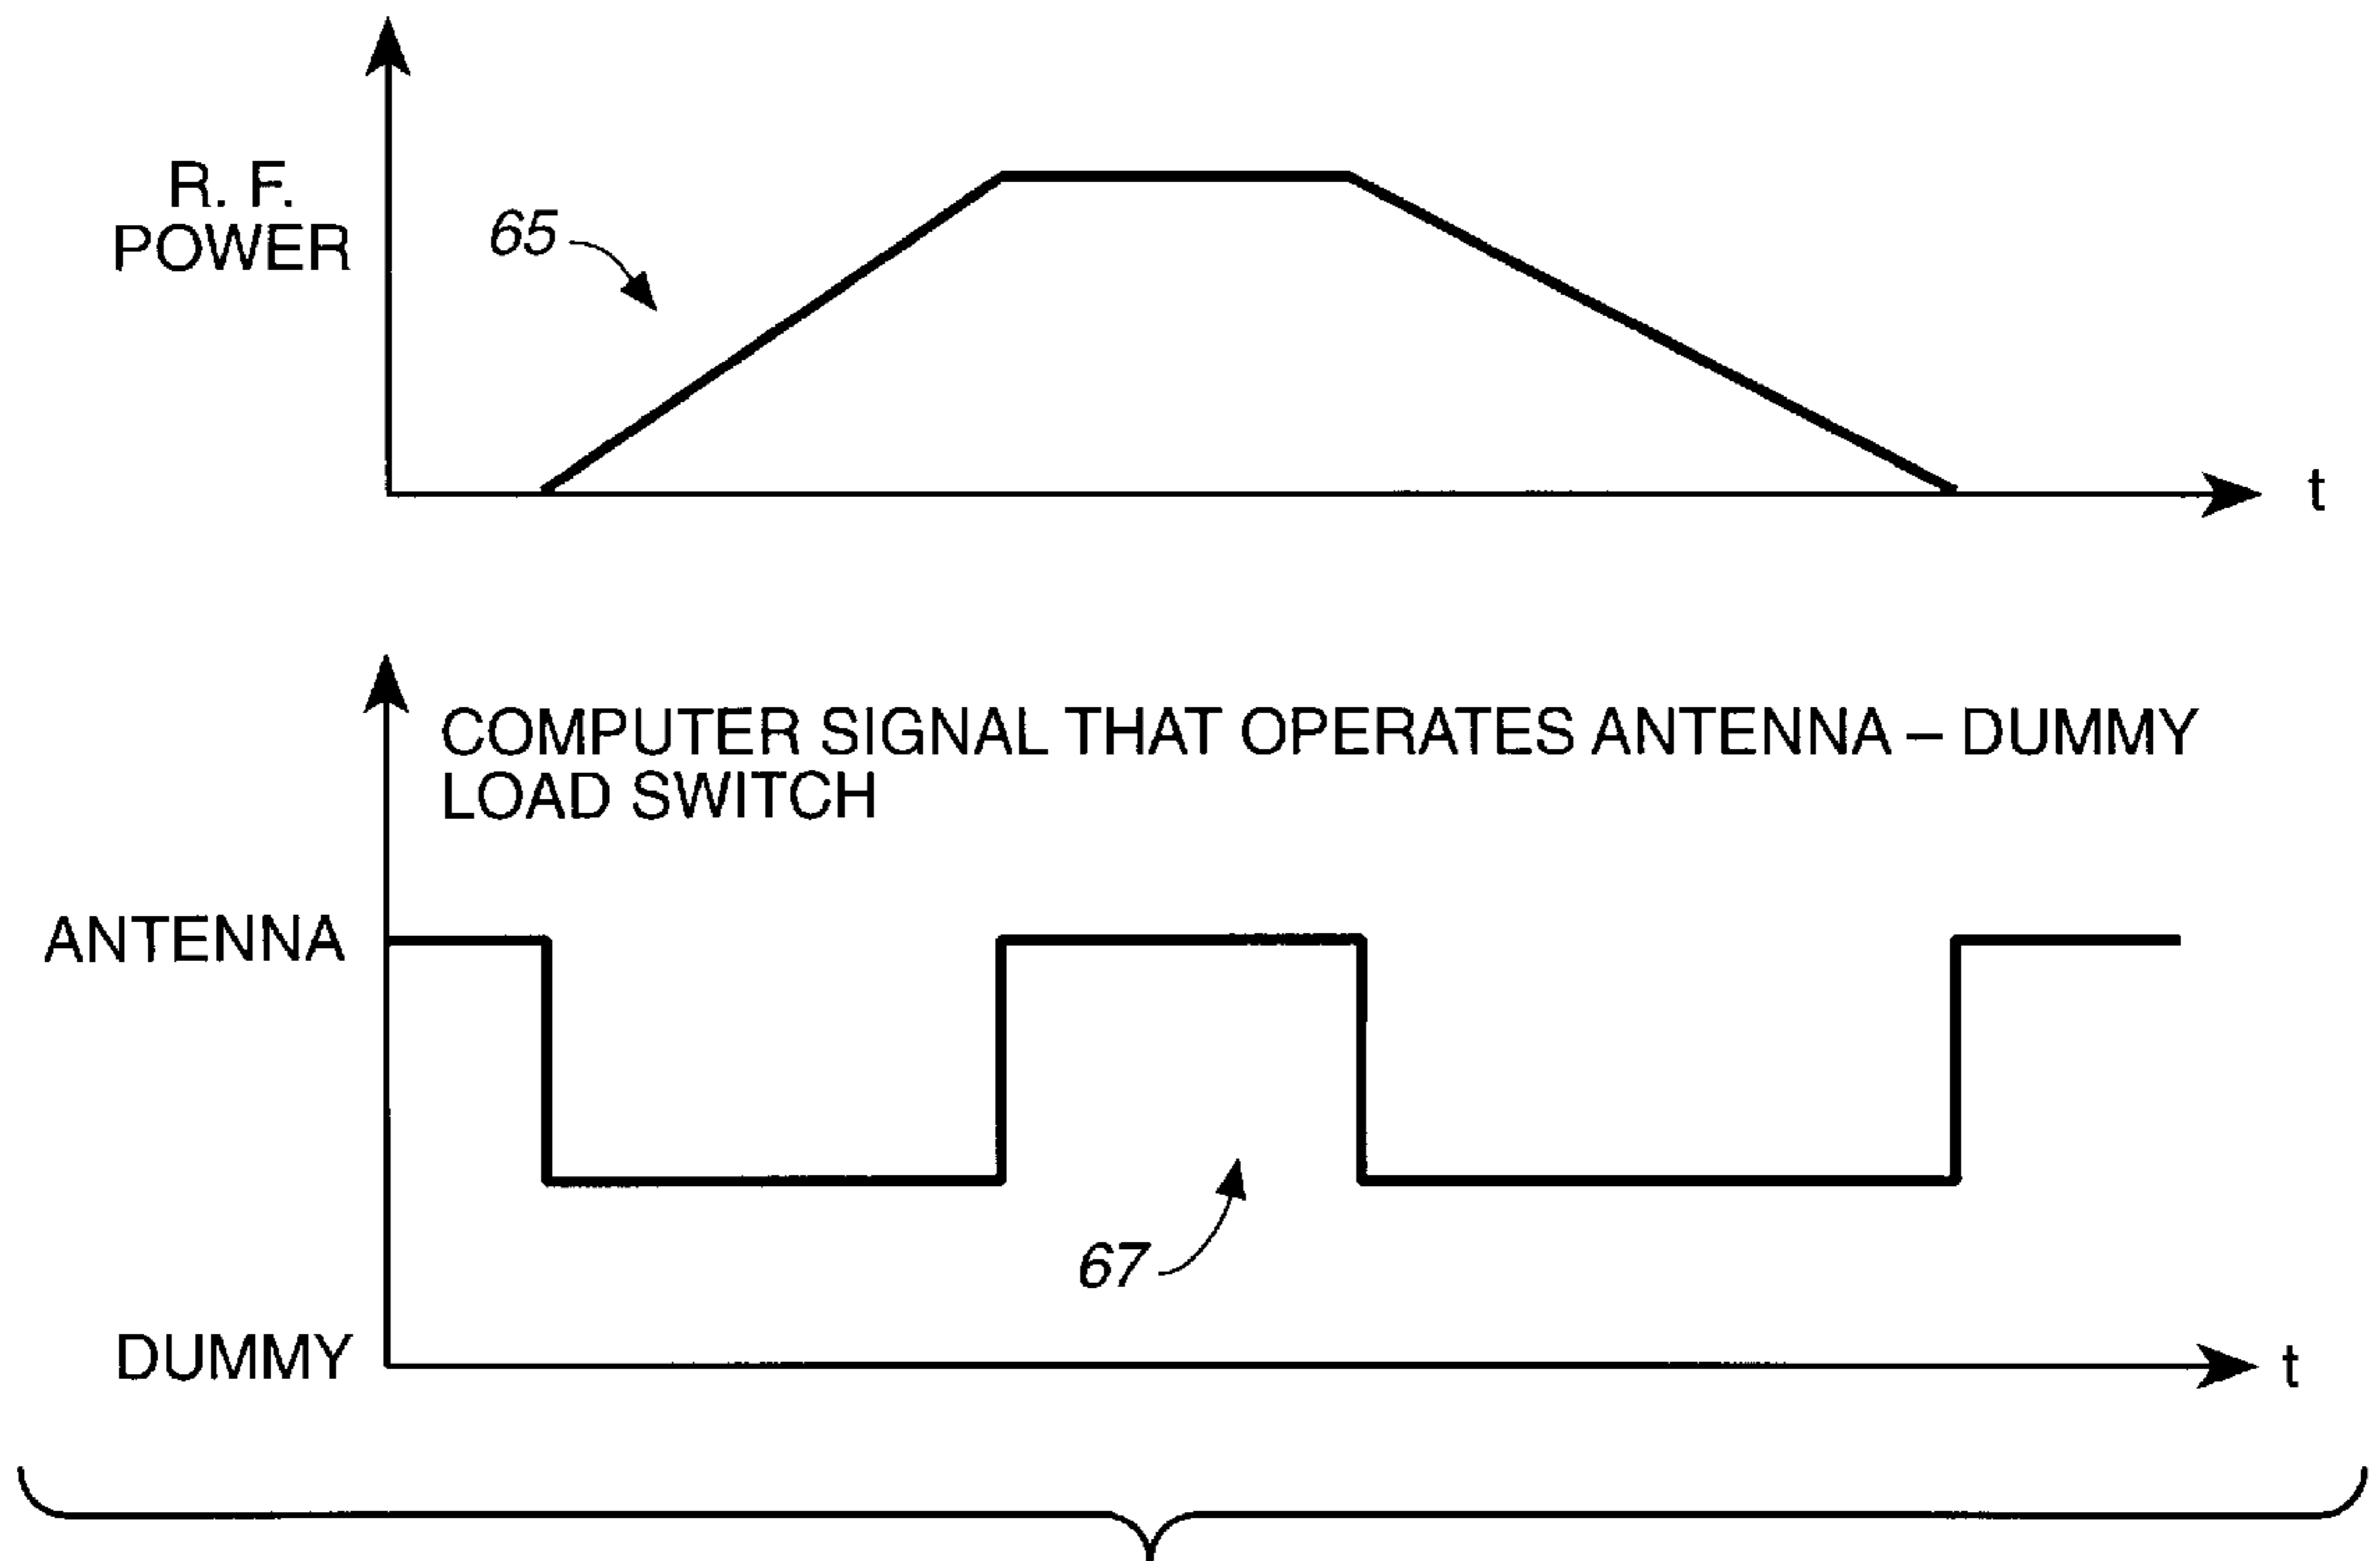 R. F.
POWER
65
t
COMPUTER SIGNAL THAT OPERATES ANTENNA – DUMMY
LOAD SWITCH
ANTENNA
67
DUMMY
t